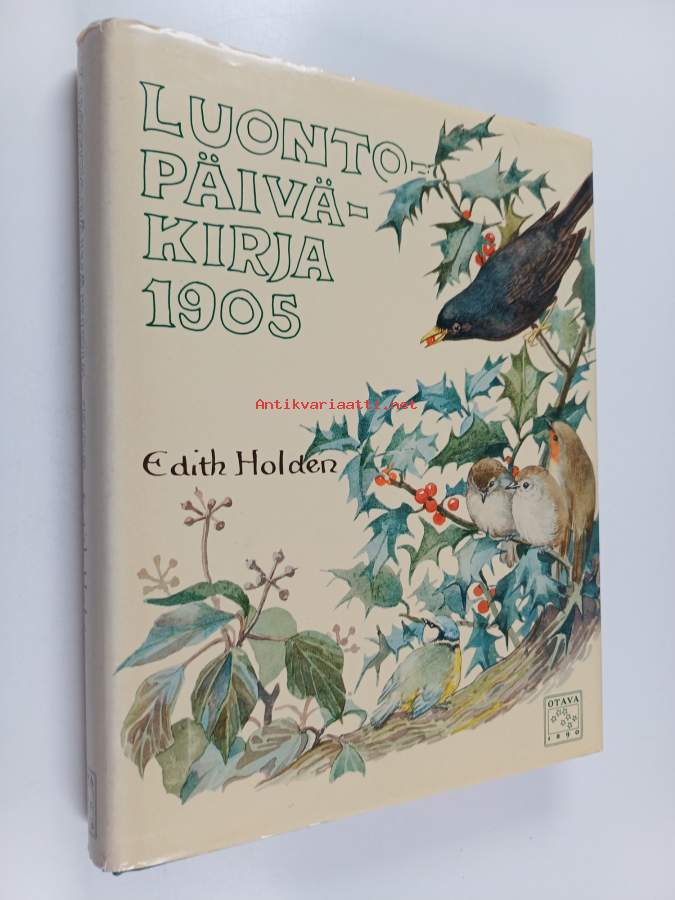 LUONTO-
PÄIVÄ-
KIRJA
1905
Antikvariaatti.net
Edith Holden
OTAVA
1890